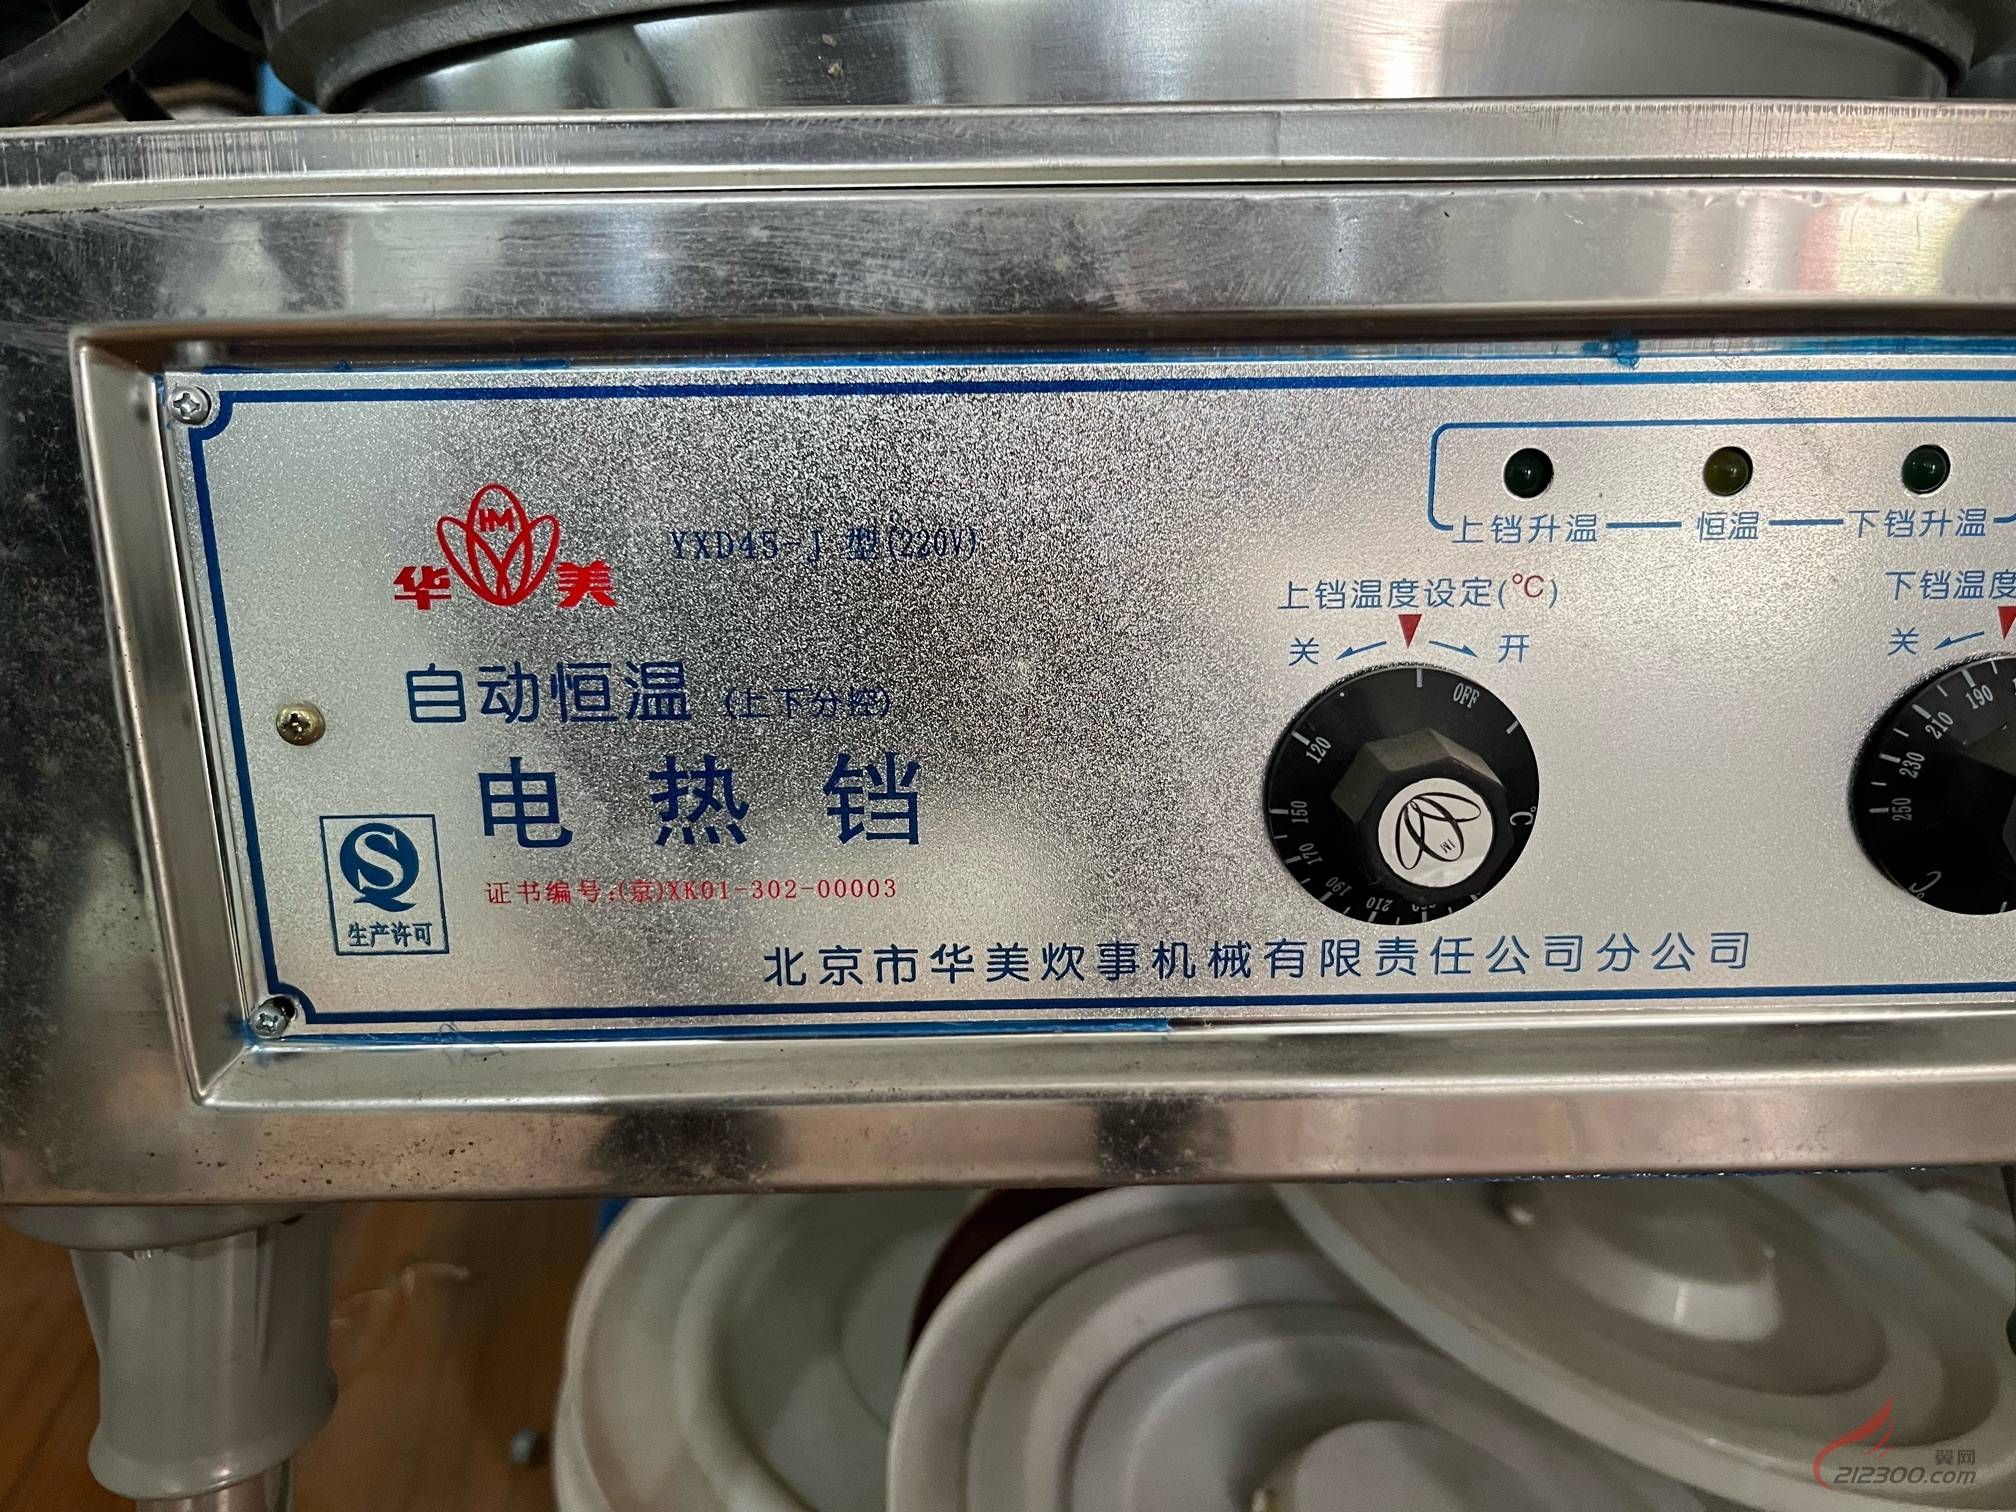 华 HM 美
YXD45-J 型(220V)
自动恒温 (上下分控)
电热铛
生产许可
证书编号:(京)XK01-302-00003
北京市华美炊事机械有限责任公司分公司
上铛升温 恒温 下铛升温
上铛温度设定(℃)
关 开
OFF
120
150
170
190
210
℃
下铛温度
关
190
210
230
250
翼网
212300.com